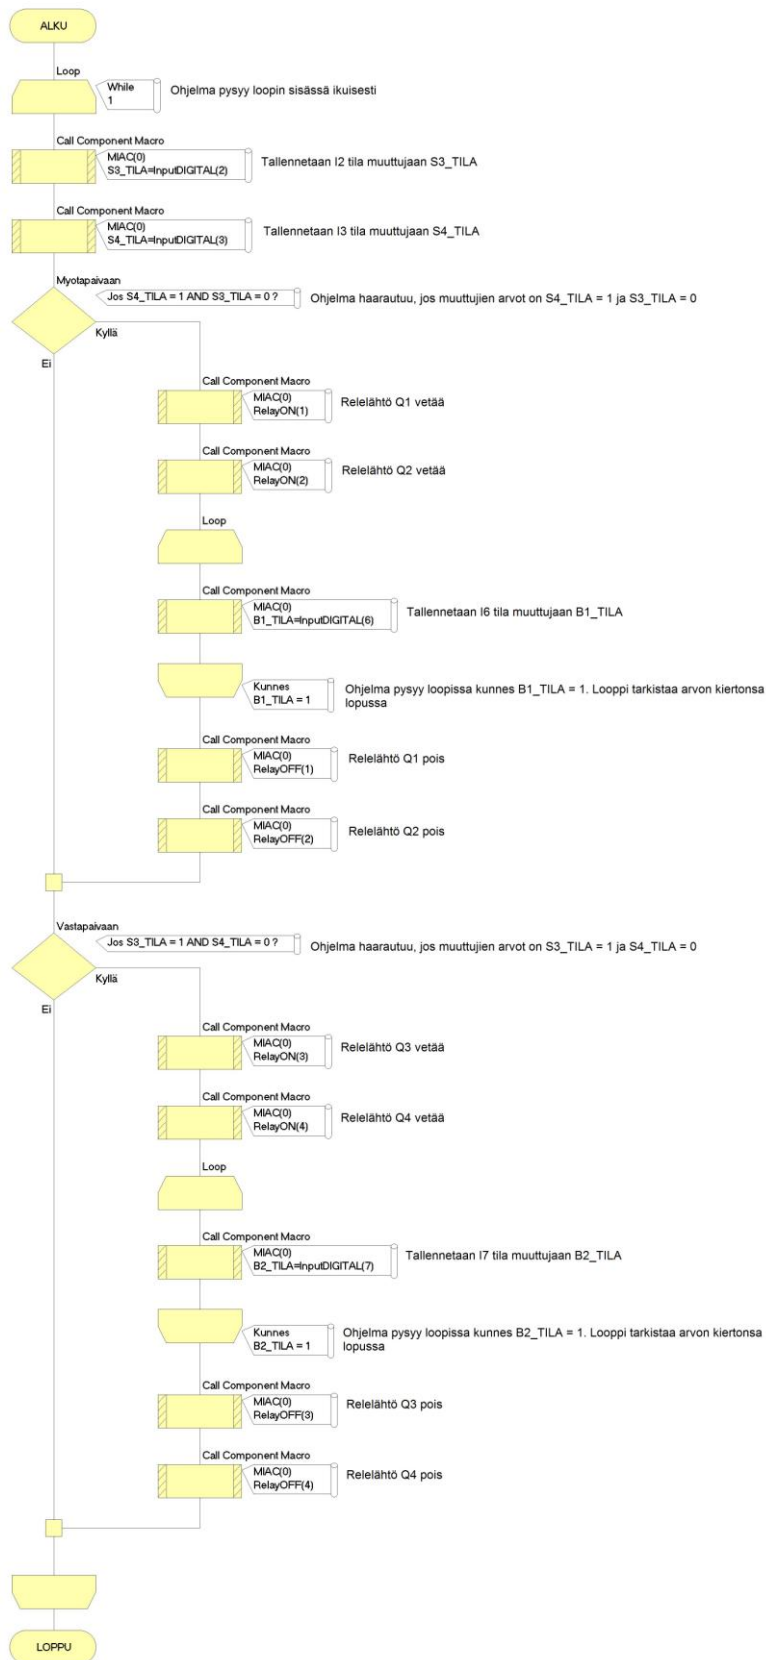 ALKU
Loop
While
1
Ohjelma pysyy loopin sisässä ikuisesti
Call Component Macro
MIAC(0)
S3_TILA=InputDIGITAL(2)
Tallennetaan I2 tila muuttujaan S3_TILA
Call Component Macro
MIAC(0)
S4_TILA=InputDIGITAL(3)
Tallennetaan I3 tila muuttujaan S4_TILA
Myotapaivaan
Jos S4_TILA = 1 AND S3_TILA = 0 ?
Ohjelma haarautuu, jos muuttujien arvot on S4_TILA = 1 ja S3_TILA = 0
Kyllä
Ei
Call Component Macro
MIAC(0)
RelayON(1)
Relelähtö Q1 vetää
Call Component Macro
MIAC(0)
RelayON(2)
Relelähtö Q2 vetää
Loop
Call Component Macro
MIAC(0)
B1_TILA=InputDIGITAL(6)
Tallennetaan I6 tila muuttujaan B1_TILA
Kunnes
B1_TILA = 1
Ohjelma pysyy loopissa kunnes B1_TILA = 1. Looppi tarkistaa arvon kiertonsa
lopussa
Call Component Macro
MIAC(0)
RelayOFF(1)
Relelähtö Q1 pois
Call Component Macro
MIAC(0)
RelayOFF(2)
Relelähtö Q2 pois
Vastapaivaan
Jos S3_TILA = 1 AND S4_TILA = 0 ?
Ohjelma haarautuu, jos muuttujien arvot on S3_TILA = 1 ja S4_TILA = 0
Kyllä
Ei
Call Component Macro
MIAC(0)
RelayON(3)
Relelähtö Q3 vetää
Call Component Macro
MIAC(0)
RelayON(4)
Relelähtö Q4 vetää
Loop
Call Component Macro
MIAC(0)
B2_TILA=InputDIGITAL(7)
Tallennetaan I7 tila muuttujaan B2_TILA
Kunnes
B2_TILA = 1
Ohjelma pysyy loopissa kunnes B2_TILA = 1. Looppi tarkistaa arvon kiertonsa
lopussa
Call Component Macro
MIAC(0)
RelayOFF(3)
Relelähtö Q3 pois
Call Component Macro
MIAC(0)
RelayOFF(4)
Relelähtö Q4 pois
LOPPU